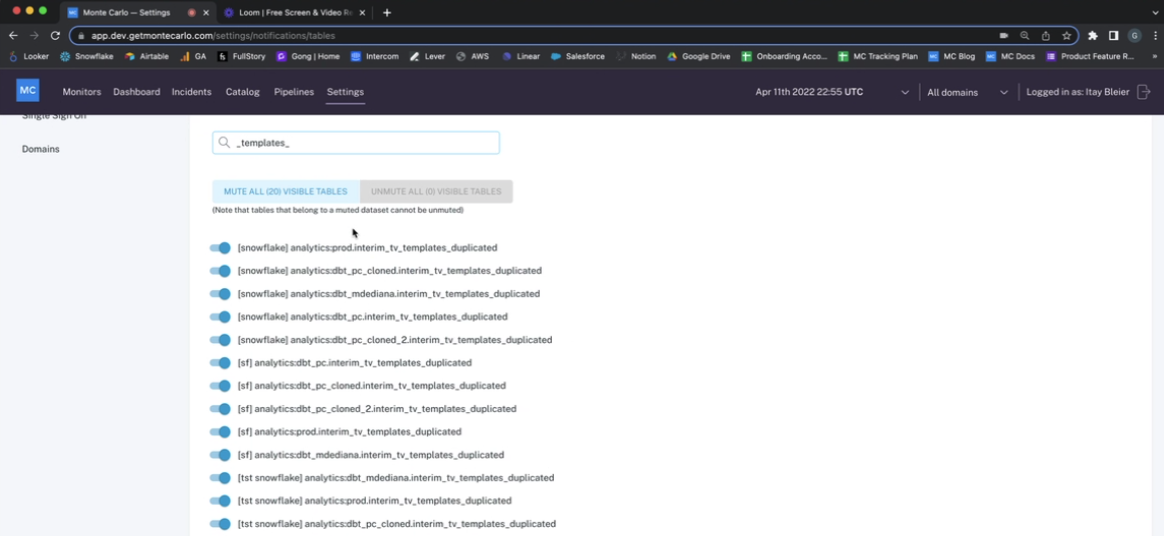 Monte Carlo — Settings
Loom | Free Screen & Video Re
app.dev.getmontecarlo.com/settings/notifications/tables
G
Looker Snowflake Airtable GA FullStory Gong | Home Intercom Lever AWS Linear Salesforce Notion Google Drive Onboarding Acco... MC Tracking Plan MC Blog MC Docs Product Feature R... »
MC Monitors Dashboard Incidents Catalog Pipelines Settings Apr 11th 2022 22:55 UTC All domains Logged in as: Itay Bleier
Single Sign On
Domains
_templates_
MUTE ALL (20) VISIBLE TABLES UNMUTE ALL (0) VISIBLE TABLES
(Note that tables that belong to a muted dataset cannot be unmuted)
[snowflake] analytics:prod.interim_tv_templates_duplicated
[snowflake] analytics:dbt_pc_cloned.interim_tv_templates_duplicated
[snowflake] analytics:dbt_mdediana.interim_tv_templates_duplicated
[snowflake] analytics:dbt_pc.interim_tv_templates_duplicated
[snowflake] analytics:dbt_pc_cloned_2.interim_tv_templates_duplicated
[sf] analytics:dbt_pc.interim_tv_templates_duplicated
[sf] analytics:dbt_pc_cloned.interim_tv_templates_duplicated
[sf] analytics:dbt_pc_cloned_2.interim_tv_templates_duplicated
[sf] analytics:prod.interim_tv_templates_duplicated
[sf] analytics:dbt_mdediana.interim_tv_templates_duplicated
[tst snowflake] analytics:dbt_mdediana.interim_tv_templates_duplicated
[tst snowflake] analytics:prod.interim_tv_templates_duplicated
[tst snowflake] analytics:dbt_pc_cloned.interim_tv_templates_duplicated